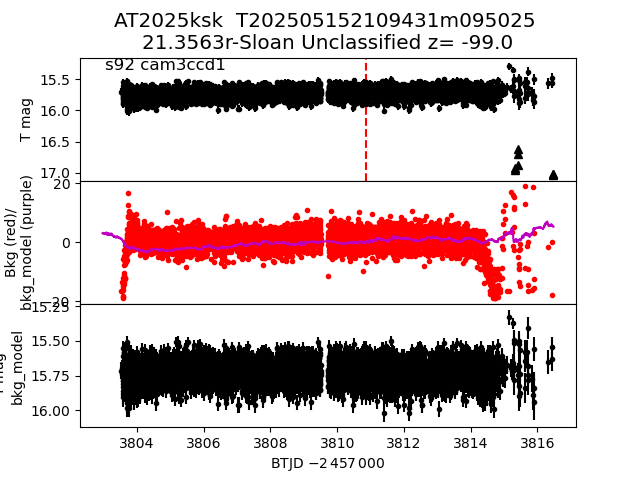 AT2025ksk T202505152109431m095025
21.3563r-Sloan Unclassified z= -99.0
s92 cam3ccd1
15.5
16.0
16.5
17.0
T mag
20
0
Bkg (red)/
bkg_model (purple)
15.25
15.50
15.75
16.00
bkg_model
3804 3806 3808 3810 3812 3814 3816
BTJD −2 457 000